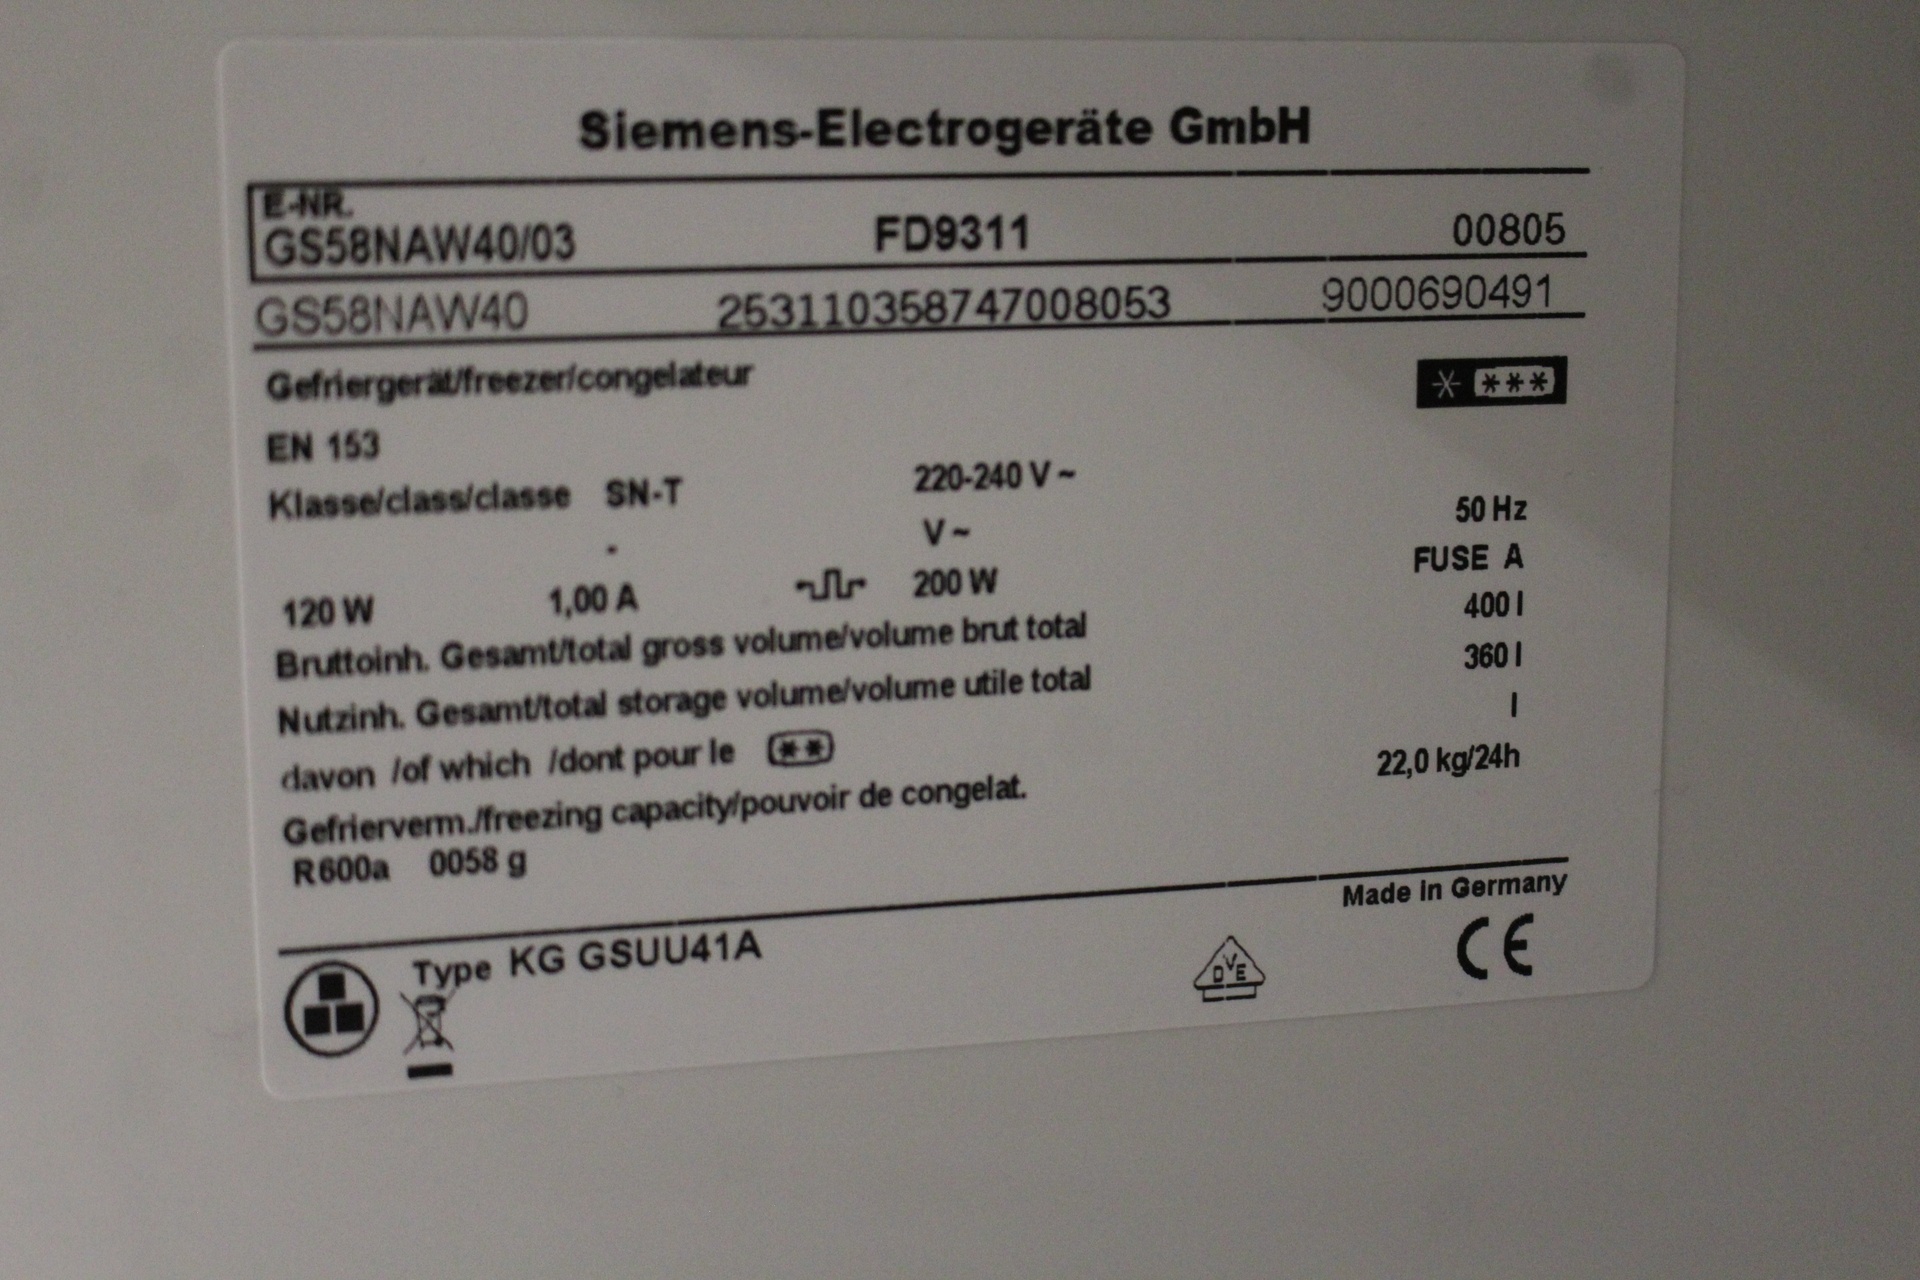 Siemens-Electrogeräte GmbH
E-NR.
GS58NAW40/03 FD9311 00805
GS58NAW40 253110358747008053 9000690491
Gefriergerät/freezer/congelateur * ***
EN 153
Klasse/class/classe SN-T 220-240 V ~ 50 Hz
- V ~ FUSE A
120 W 1,00 A 200 W
Bruttoinh. Gesamt/total gross volume/volume brut total 400 l
Nutzinh. Gesamt/total storage volume/volume utile total 360 l
davon /of which /dont pour le ** l
Gefrierverm./freezing capacity/pouvoir de congelat. 22,0 kg/24h
R600a 0058 g
Made in Germany
Type KG GSUU41A
DVE CE